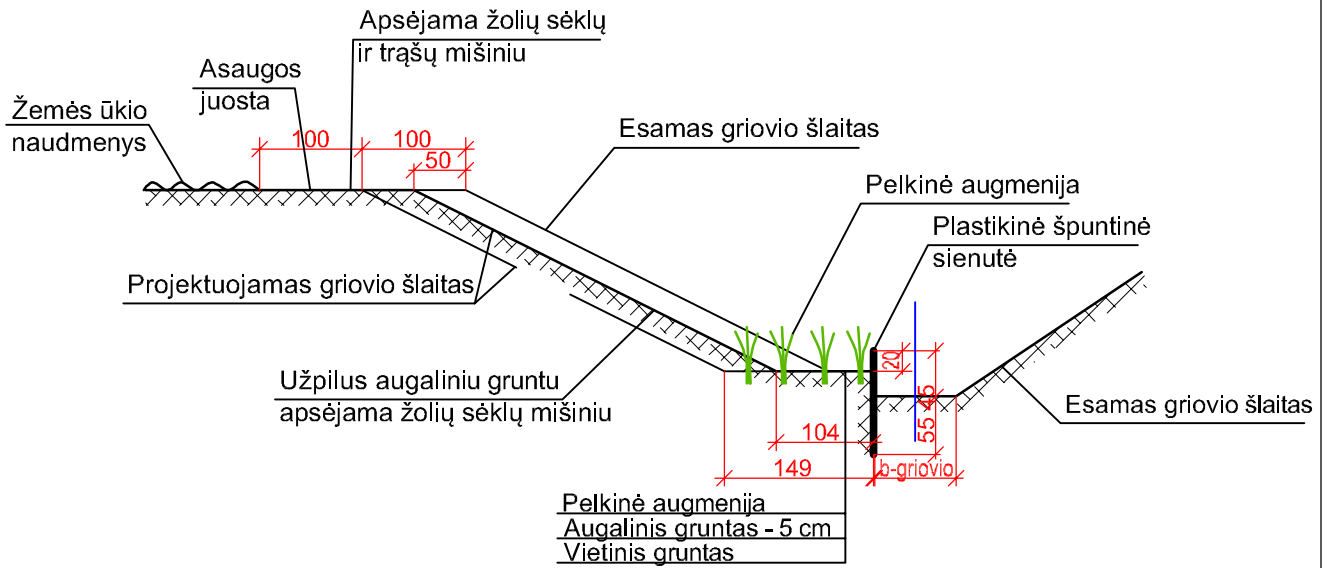 Apsėjama žolių sėklų
ir trąšų mišiniu
Asaugos
juosta
Žemės ūkio
naudmenys
100
100
50
Esamas griovio šlaitas
Pelkinė augmenija
Plastikinė špuntinė
sienutė
Projektuojamas griovio šlaitas
Užpilus augaliniu gruntu
apsėjama žolių sėklų mišiniu
20
45
55
Esamas griovio šlaitas
104
149
b-griovio
Pelkinė augmenija
Augalinis gruntas - 5 cm
Vietinis gruntas